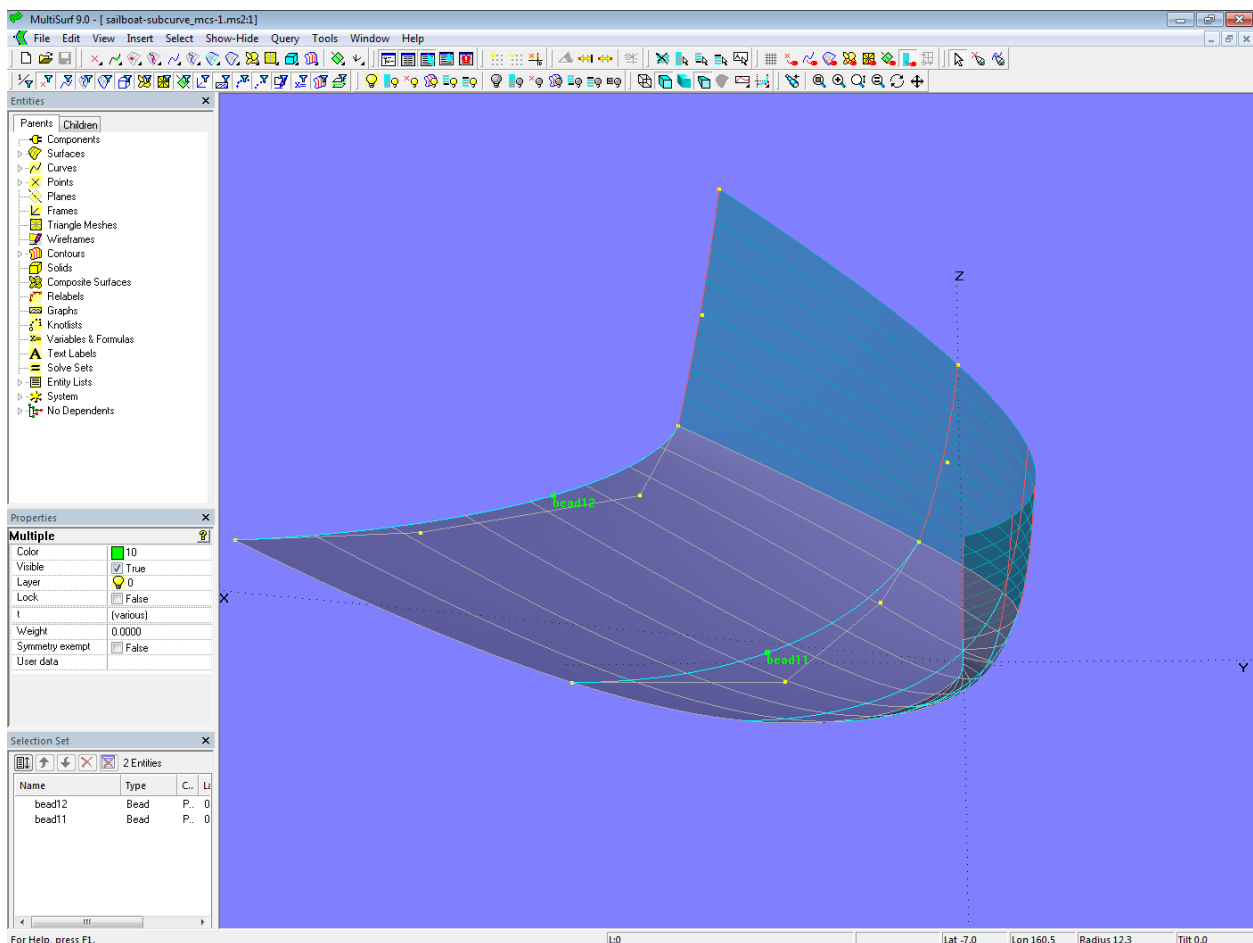 MultiSurf 9.0 - [ sailboat-subcurve_mcs-1.ms2:1]
File Edit View Insert Select Show-Hide Query Tools Window Help
Entities
Parents Children
Components
Surfaces
Curves
Points
Planes
Frames
Triangle Meshes
Wireframes
Contours
Solids
Composite Surfaces
Relabels
Graphs
Knotlists
Variables & Formulas
Text Labels
Solve Sets
Entity Lists
System
No Dependents
Properties
Multiple
Color 10
Visible True
Layer 0
Lock False
t (various)
Weight 0.0000
Symmetry exempt False
User data
Selection Set
2 Entities
Name Type C.. La
bead12 Bead P.. 0
bead11 Bead P.. 0
Z
bead12
X
bead11
Y
For Help, press F1. L:0 Lat -7.0 Lon 160.5 Radius 12.3 Tilt 0.0